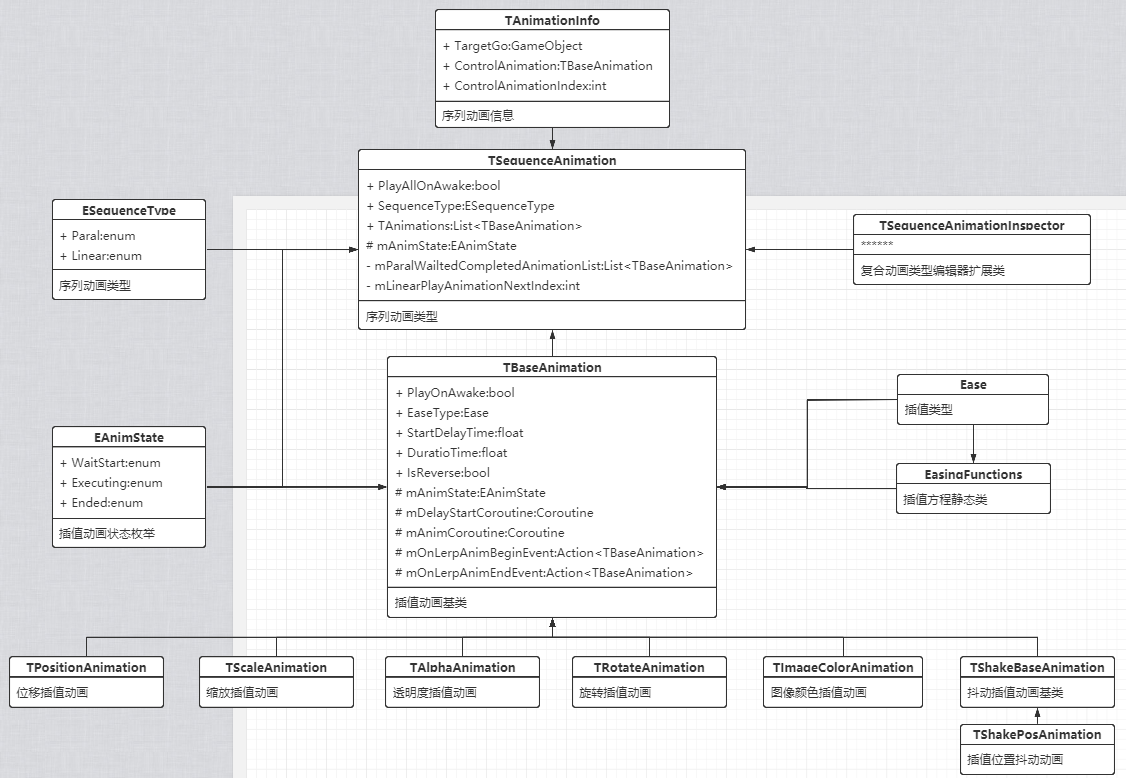 TAnimationInfo
+ TargetGo:GameObject
+ ControlAnimation:TBaseAnimation
+ ControlAnimationIndex:int
序列动画信息
TSequenceAnimation
+ PlayAllOnAwake:bool
+ SequenceType:ESequenceType
+ TAnimations:List<TBaseAnimation>
# mAnimState:EAnimState
- mParalWailtedCompletedAnimationList:List<TBaseAnimation>
- mLinearPlayAnimationNextIndex:int
序列动画类型
ESequenceType
+ Paral:enum
+ Linear:enum
序列动画类型
TSequenceAnimationInspector
******
复合动画类型编辑器扩展类
TBaseAnimation
+ PlayOnAwake:bool
+ EaseType:Ease
+ StartDelayTime:float
+ DuratioTime:float
+ IsReverse:bool
# mAnimState:EAnimState
# mDelayStartCoroutine:Coroutine
# mAnimCoroutine:Coroutine
# mOnLerpAnimBeginEvent:Action<TBaseAnimation>
# mOnLerpAnimEndEvent:Action<TBaseAnimation>
插值动画基类
EAnimState
+ WaitStart:enum
+ Executing:enum
+ Ended:enum
插值动画状态枚举
Ease
插值类型
EasingFunctions
插值方程静态类
TPositionAnimation
位移插值动画
TScaleAnimation
缩放插值动画
TAlphaAnimation
透明度插值动画
TRotateAnimation
旋转插值动画
TImageColorAnimation
图像颜色插值动画
TShakeBaseAnimation
抖动插值动画基类
TShakePosAnimation
插值位置抖动动画